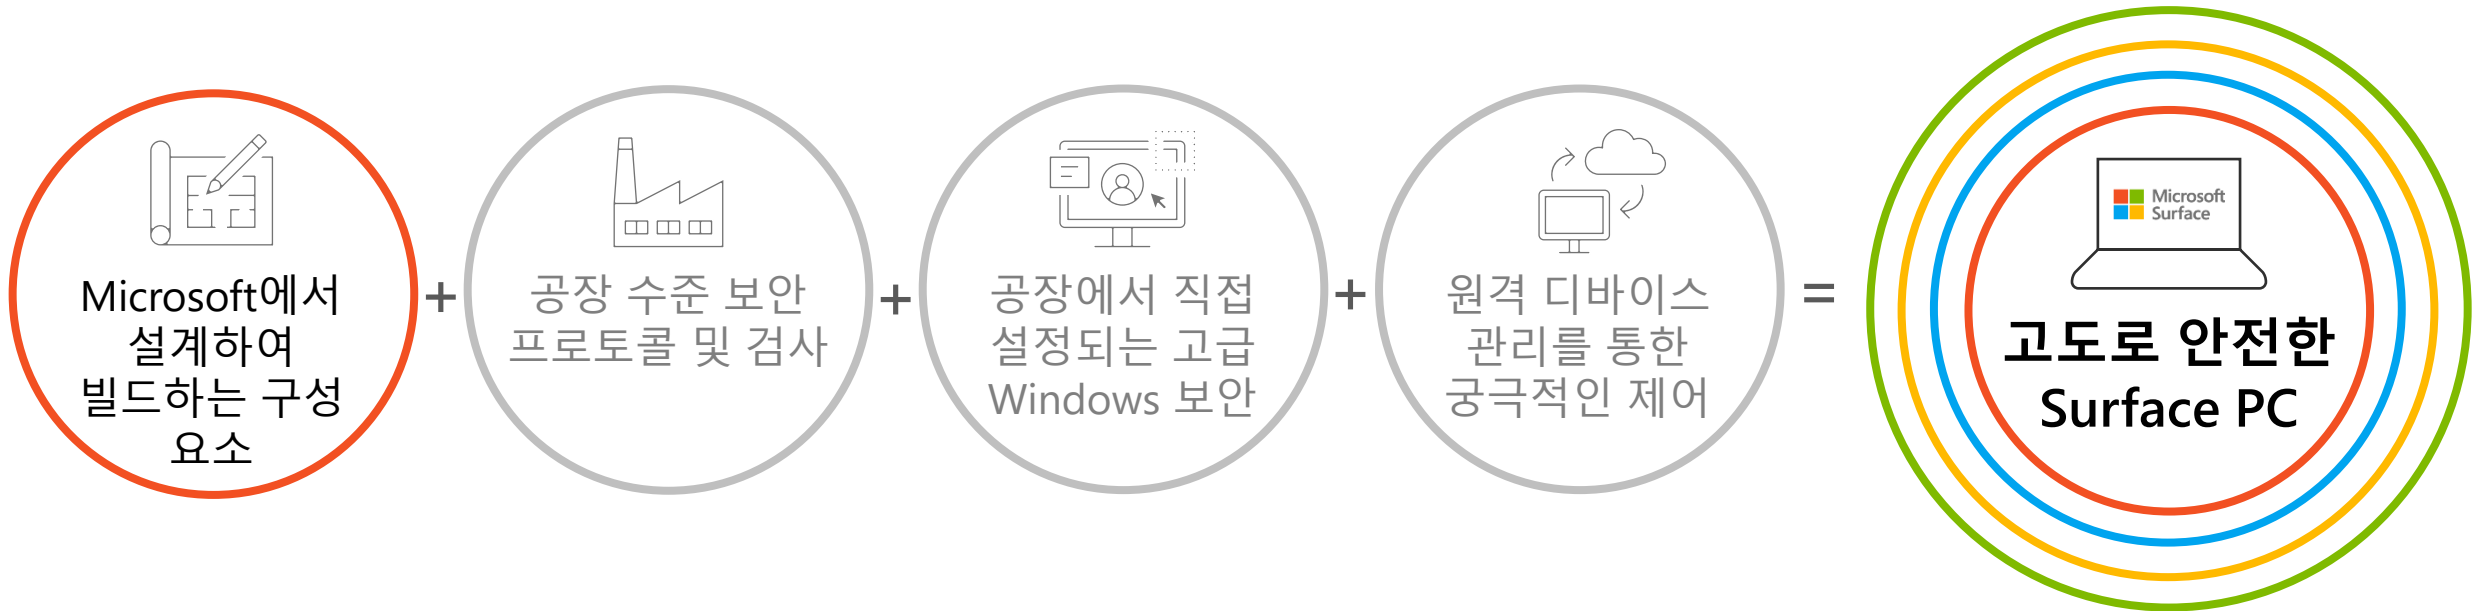 Microsoft에서
설계하여
빌드하는 구성
요소
+
공장 수준 보안
프로토콜 및 검사
+
공장에서 직접
설정되는 고급
Windows 보안
+
원격 디바이스
관리를 통한
궁극적인 제어
=
Microsoft
Surface
고도로 안전한
Surface PC